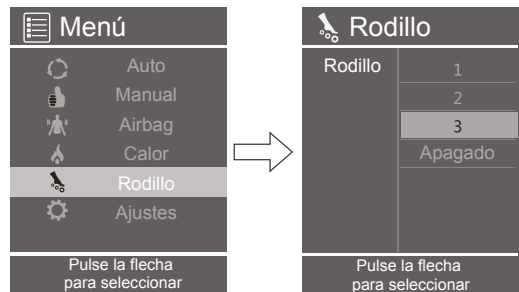 Menú
Auto
Manual
Airbag
Calor
Rodillo
Ajustes
Pulse la flecha
para seleccionar
Rodillo
Rodillo
1
2
3
Apagado
Pulse la flecha
para seleccionar